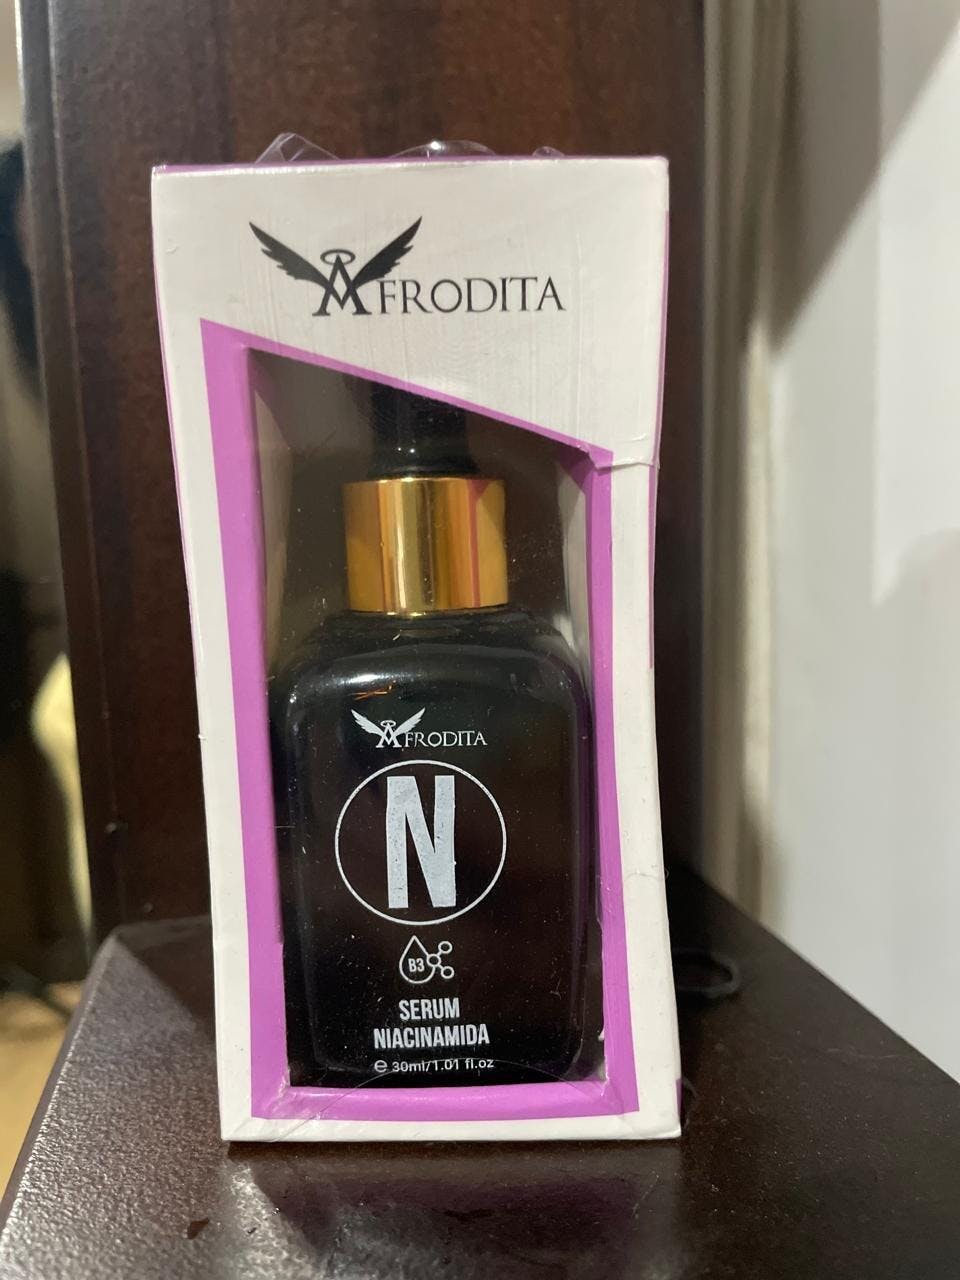 AFRODITA
AFRODITA
N
B3
SERUM
NIACINAMIDA
℮ 30ml/1.01 fl.oz